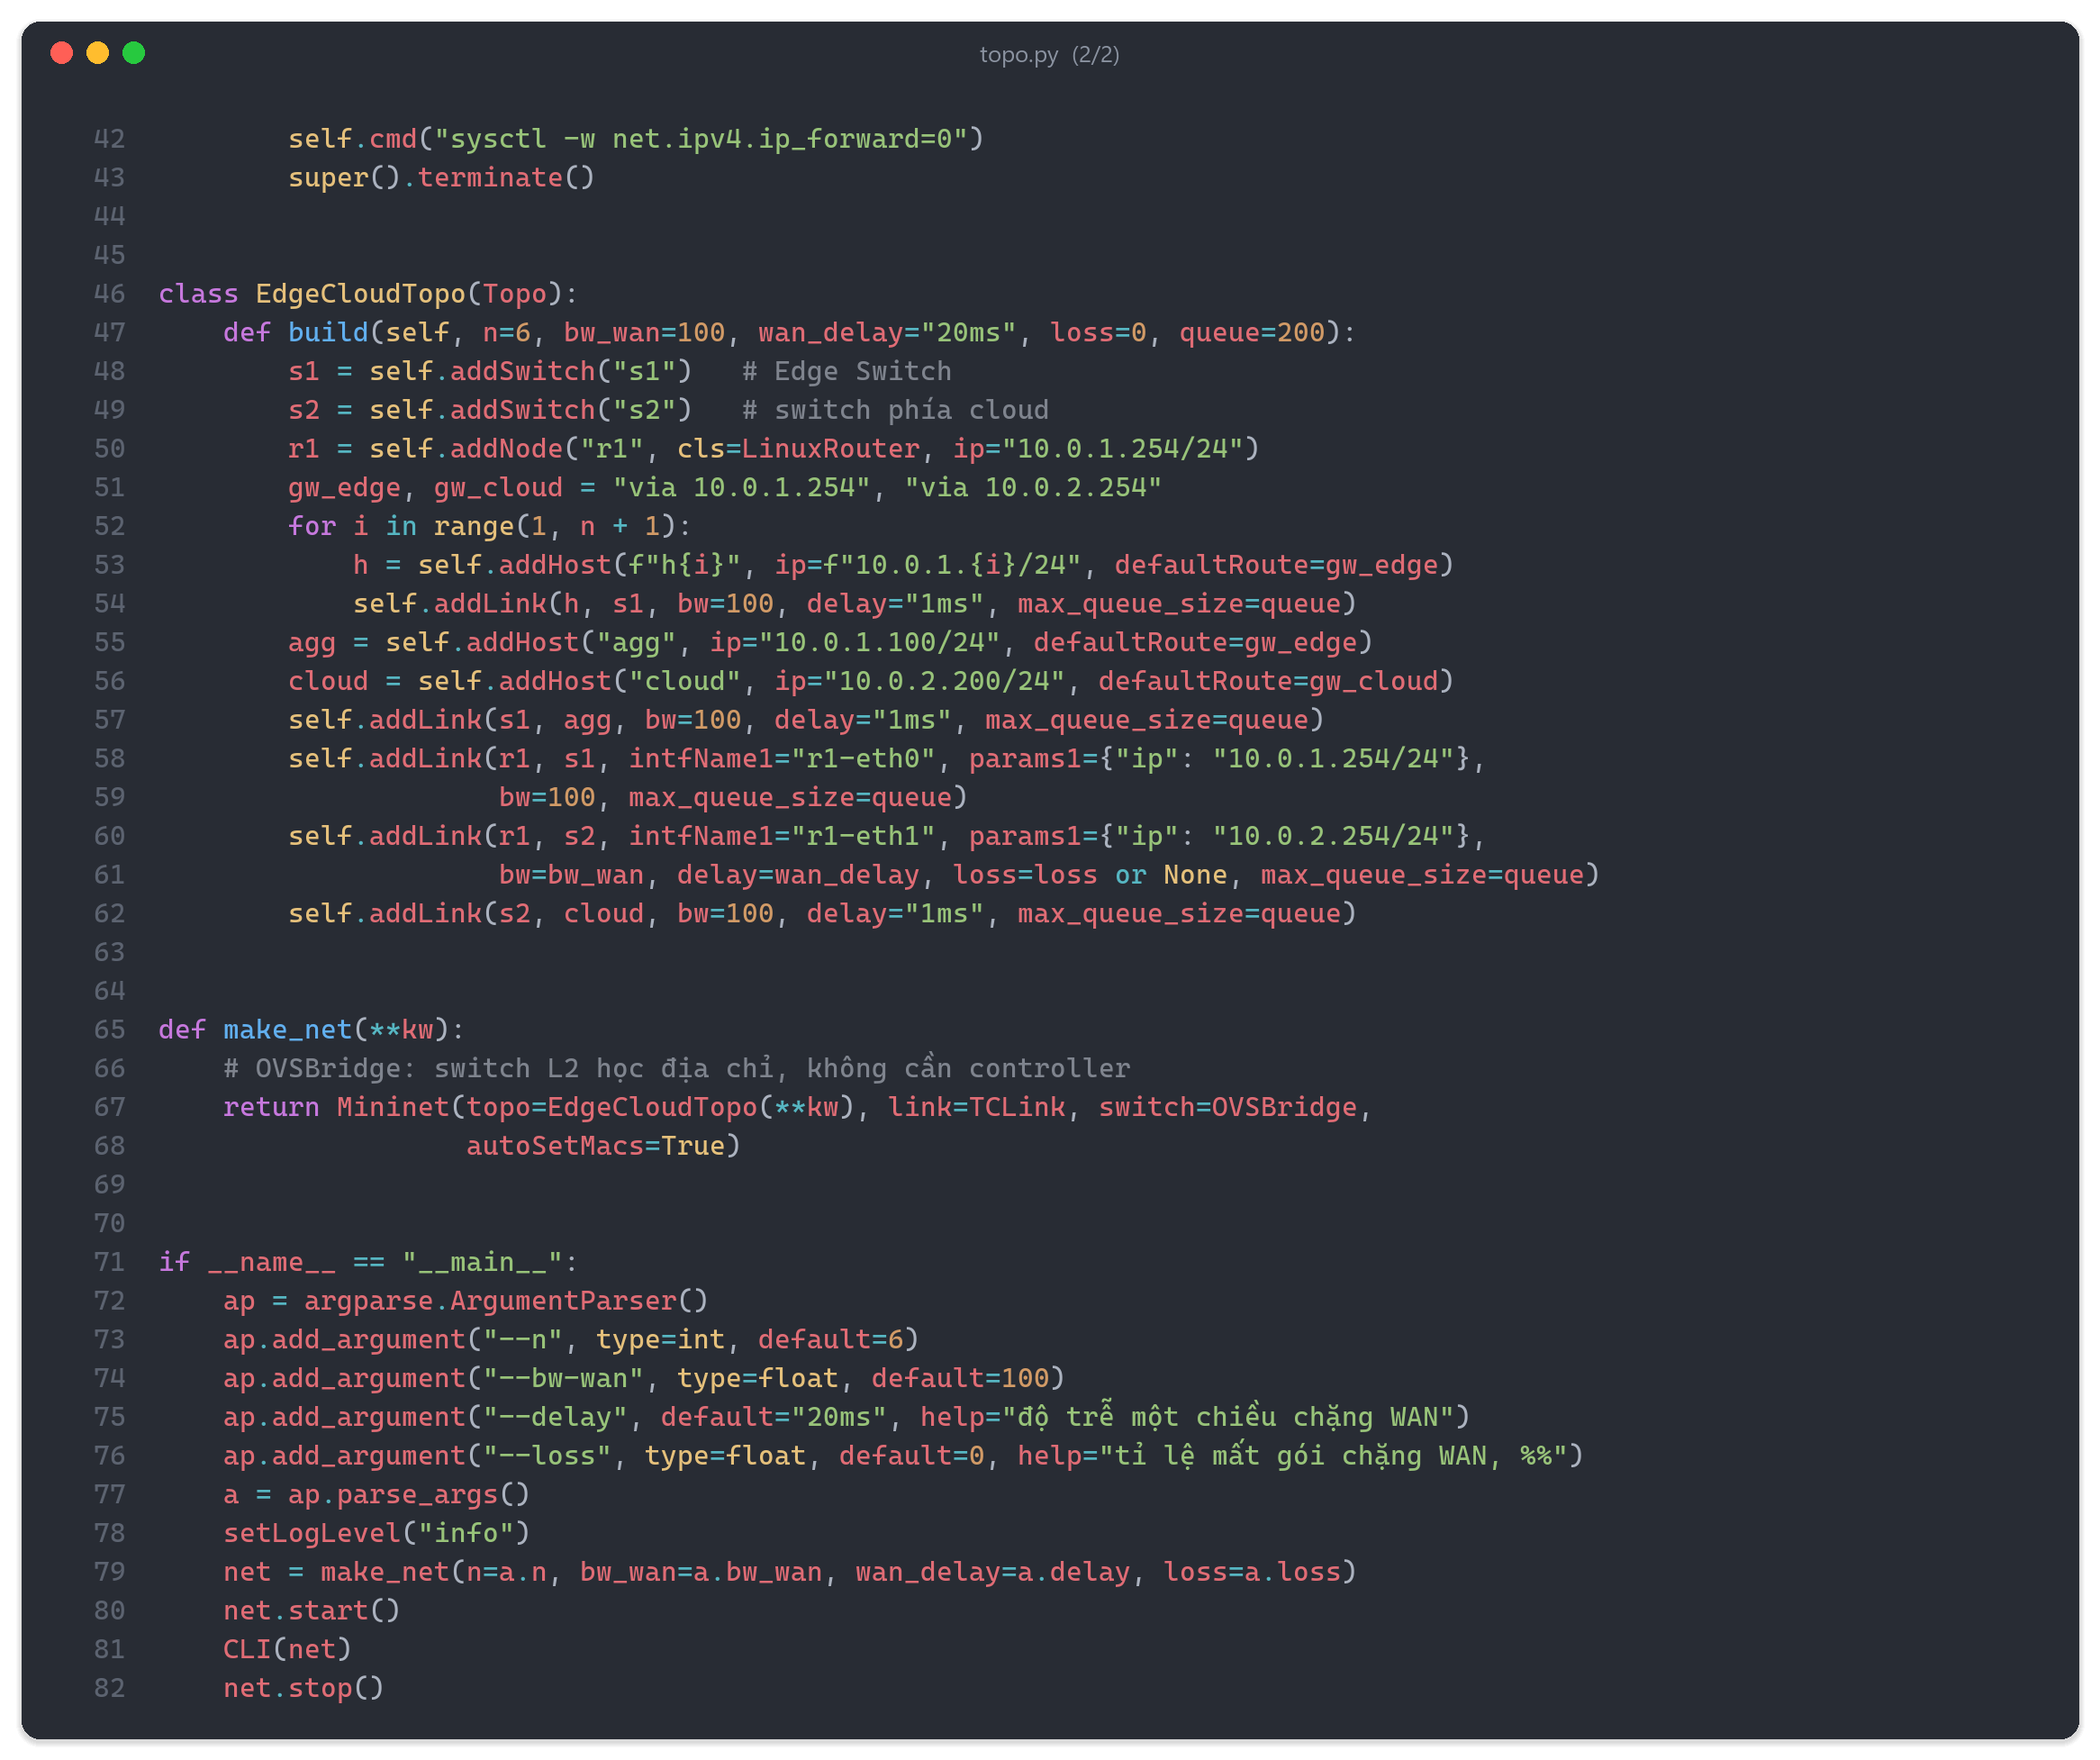 topo.py (2/2)
42        self.cmd("sysctl -w net.ipv4.ip_forward=0")
43        super().terminate()
44
45
46  class EdgeCloudTopo(Topo):
47      def build(self, n=6, bw_wan=100, wan_delay="20ms", loss=0, queue=200):
48          s1 = self.addSwitch("s1")   # Edge Switch
49          s2 = self.addSwitch("s2")   # switch phía cloud
50          r1 = self.addNode("r1", cls=LinuxRouter, ip="10.0.1.254/24")
51          gw_edge, gw_cloud = "via 10.0.1.254", "via 10.0.2.254"
52          for i in range(1, n + 1):
53              h = self.addHost(f"h{i}", ip=f"10.0.1.{i}/24", defaultRoute=gw_edge)
54              self.addLink(h, s1, bw=100, delay="1ms", max_queue_size=queue)
55          agg = self.addHost("agg", ip="10.0.1.100/24", defaultRoute=gw_edge)
56          cloud = self.addHost("cloud", ip="10.0.2.200/24", defaultRoute=gw_cloud)
57          self.addLink(s1, agg, bw=100, delay="1ms", max_queue_size=queue)
58          self.addLink(r1, s1, intfName1="r1-eth0", params1={"ip": "10.0.1.254/24"},
59                       bw=100, max_queue_size=queue)
60          self.addLink(r1, s2, intfName1="r1-eth1", params1={"ip": "10.0.2.254/24"},
61                       bw=bw_wan, delay=wan_delay, loss=loss or None, max_queue_size=queue)
62          self.addLink(s2, cloud, bw=100, delay="1ms", max_queue_size=queue)
63
64
65  def make_net(**kw):
66      # OVSBridge: switch L2 học địa chỉ, không cần controller
67      return Mininet(topo=EdgeCloudTopo(**kw), link=TCLink, switch=OVSBridge,
68                     autoSetMacs=True)
69
70
71  if __name__ == "__main__":
72      ap = argparse.ArgumentParser()
73      ap.add_argument("--n", type=int, default=6)
74      ap.add_argument("--bw-wan", type=float, default=100)
75      ap.add_argument("--delay", default="20ms", help="độ trễ một chiều chặng WAN")
76      ap.add_argument("--loss", type=float, default=0, help="tỉ lệ mất gói chặng WAN, %%")
77      a = ap.parse_args()
78      setLogLevel("info")
79      net = make_net(n=a.n, bw_wan=a.bw_wan, wan_delay=a.delay, loss=a.loss)
80      net.start()
81      CLI(net)
82      net.stop()